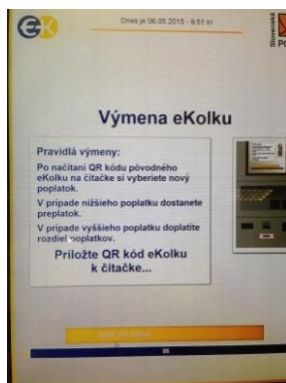 Dnes je 06.05.2015 - 9:51:01
Slovenská
Výmena eKolku
Pravidlá výmeny:
Po načítaní QR kódu pôvodného
eKolku na čítačke si vyberiete nový
poplatok.
V prípade nižšieho poplatku dostanete
preplatok.
V prípade vyššieho poplatku doplatíte
rozdiel poplatkov.
Priložte QR kód eKolku
k čítačke...